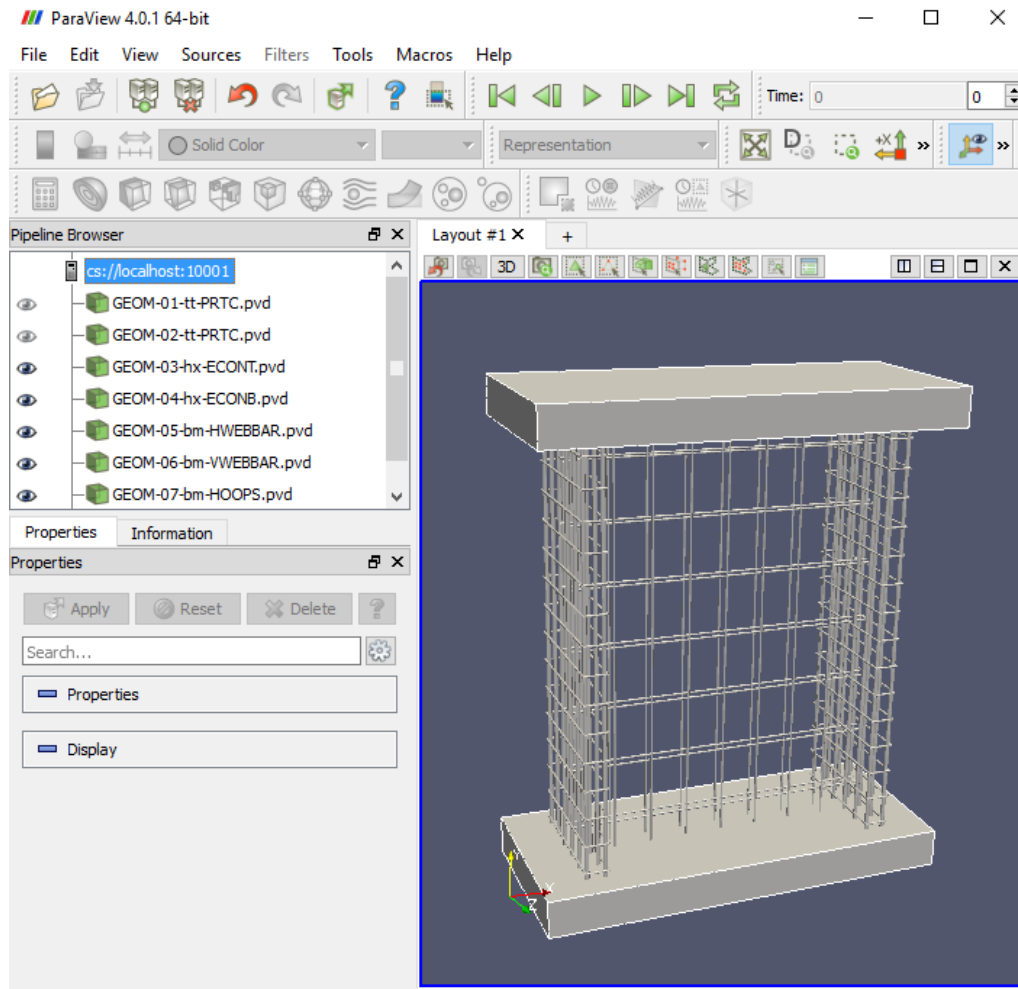 ParaView 4.0.1 64-bit
File Edit View Sources Filters Tools Macros Help
Time: 0 0
Solid Color Representation
Pipeline Browser
Layout #1
3D
cs://localhost:10001
GEOM-01-tt-PRTC.pvd
GEOM-02-tt-PRTC.pvd
GEOM-03-hx-ECONT.pvd
GEOM-04-hx-ECONB.pvd
GEOM-05-bm-HWEBBAR.pvd
GEOM-06-bm-VWEBBAR.pvd
GEOM-07-bm-HOOPS.pvd
Properties Information
Properties
Apply Reset Delete ?
Search...
Properties
Display
Z